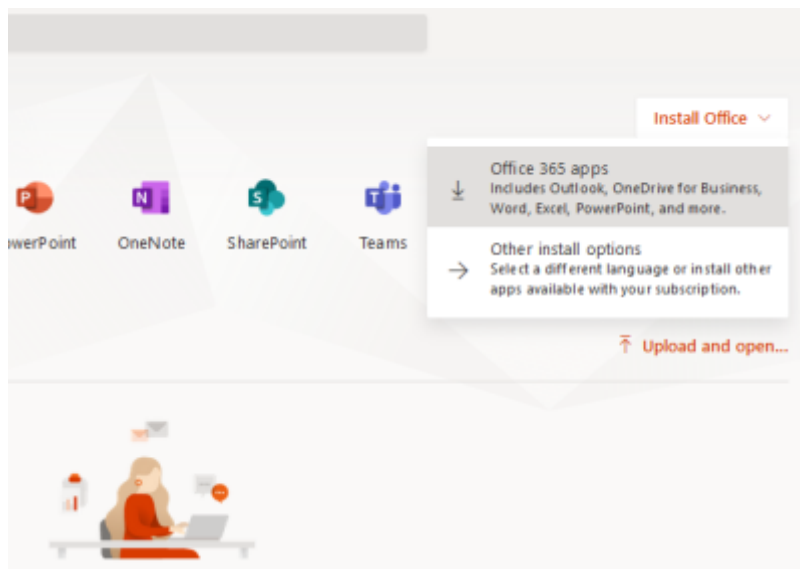 Install Office
Office 365 apps
Includes Outlook, OneDrive for Business,
Word, Excel, PowerPoint, and more.
owerPoint OneNote SharePoint Teams
Other install options
Select a different language or install other
apps available with your subscription.
Upload and open...